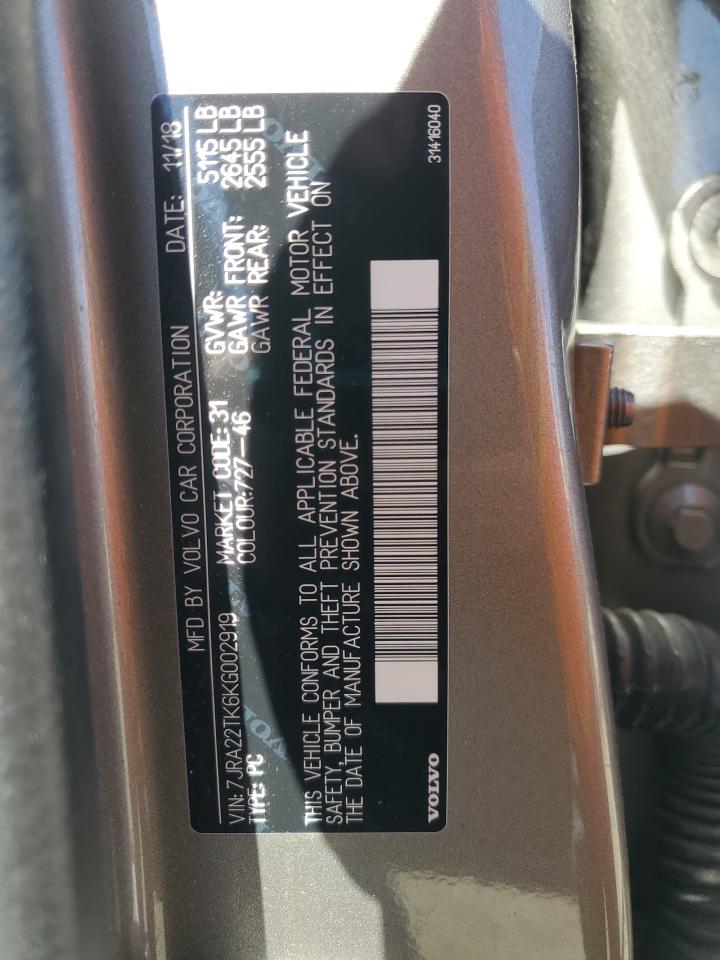 MFD BY VOLVO CAR CORPORATION DATE: 11/18
VIN: 7JRA22TK6KG002919
TYPE: PC
MARKET CODE: 31
COLOUR:727-46
GVWR: 5115 LB
GAWR FRONT: 2645 LB
GAWR REAR: 2555 LB
THIS VEHICLE CONFORMS TO ALL APPLICABLE FEDERAL MOTOR VEHICLE
SAFETY, BUMPER AND THEFT PREVENTION STANDARDS IN EFFECT ON
THE DATE OF MANUFACTURE SHOWN ABOVE.
VOLVO
31416040